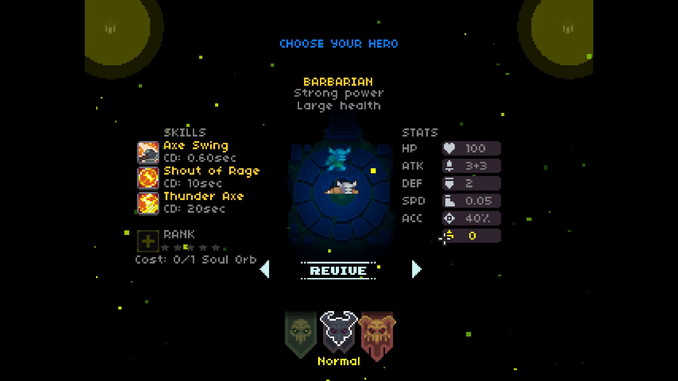 CHOOSE YOUR HERO
BARBARIAN
Strong power
Large health
SKILLS
Axe Swing
CD: 0.60sec
Shout of Rage
CD: 10sec
Thunder Axe
CD: 20sec
RANK
Cost: 0/1 Soul Orb
STATS
HP 100
ATK 3+3
DEF 2
SPD 0.05
ACC 40%
0
REVIVE
Normal